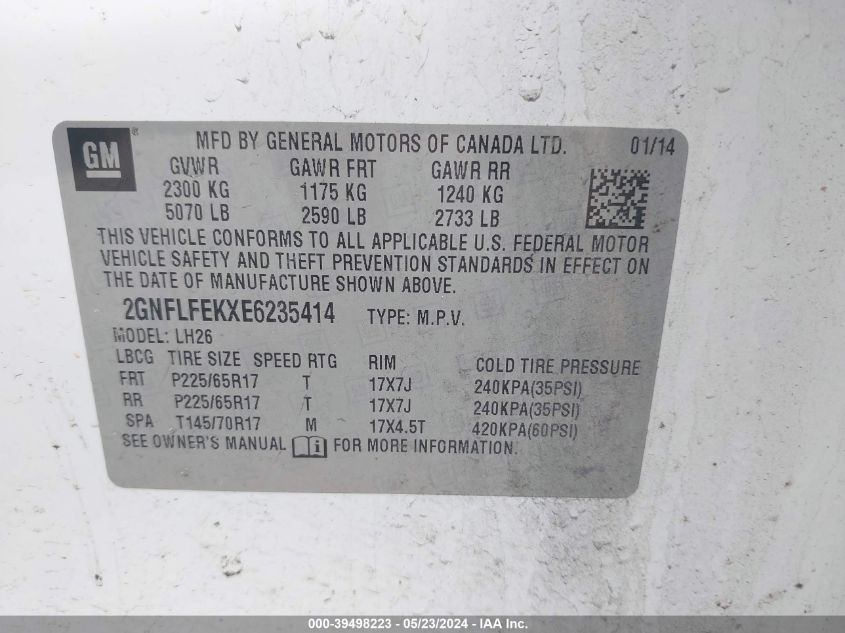 GM
MFD BY GENERAL MOTORS OF CANADA LTD. 01/14
GVWR GAWR FRT GAWR RR
2300 KG 1175 KG 1240 KG
5070 LB 2590 LB 2733 LB
THIS VEHICLE CONFORMS TO ALL APPLICABLE U.S. FEDERAL MOTOR
VEHICLE SAFETY AND THEFT PREVENTION STANDARDS IN EFFECT ON
THE DATE OF MANUFACTURE SHOWN ABOVE.
2GNFLFEKXE6235414 TYPE: M.P.V.
MODEL: LH26
LBCG TIRE SIZE SPEED RTG RIM COLD TIRE PRESSURE
FRT P225/65R17 T 17X7J 240KPA(35PSI)
RR P225/65R17 T 17X7J 240KPA(35PSI)
SPA T145/70R17 M 17X4.5T 420KPA(60PSI)
SEE OWNER'S MANUAL FOR MORE INFORMATION.
000-39498223 - 05/23/2024 - IAA Inc.